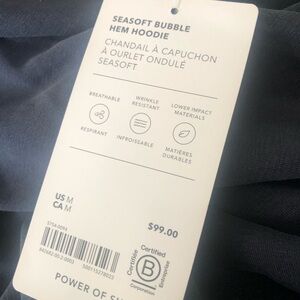 SEASOFT BUBBLE
HEM HOODIE
CHANDAIL À CAPUCHON
À OURLET ONDULÉ
SEASOFT
BREATHABLE
WRINKLE
RESISTANT
LOWER IMPACT
MATERIALS
RESPIRANT
INFROISSABLE
MATIÈRES
DURABLES
US M
CA M
$99.00
Certified
Certifiée
B
Corporation
Entreprise
POWER OF